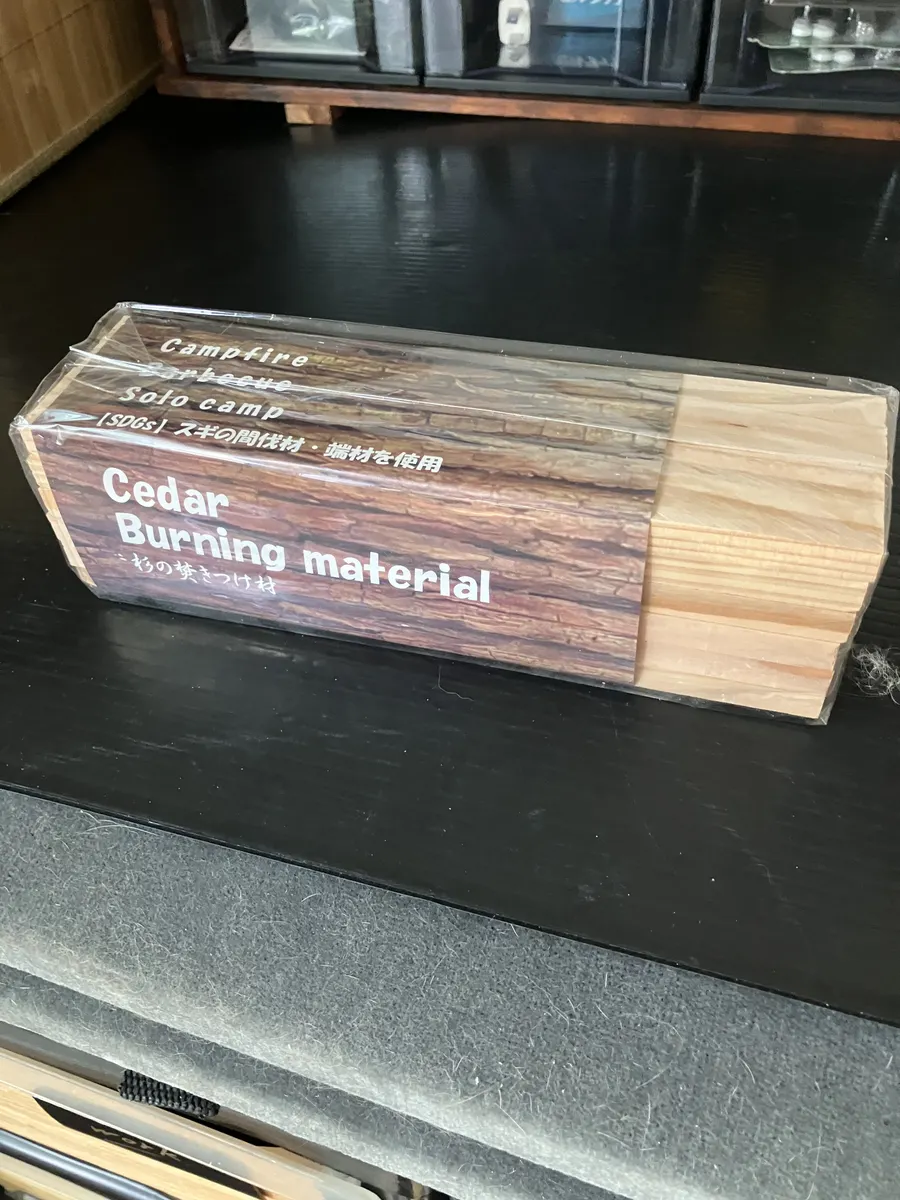 Campfire
Barbecue
Solo camp
【SDGs】スギの間伐材・端材を使用
Cedar
Burning material
杉の焚きつけ材
work